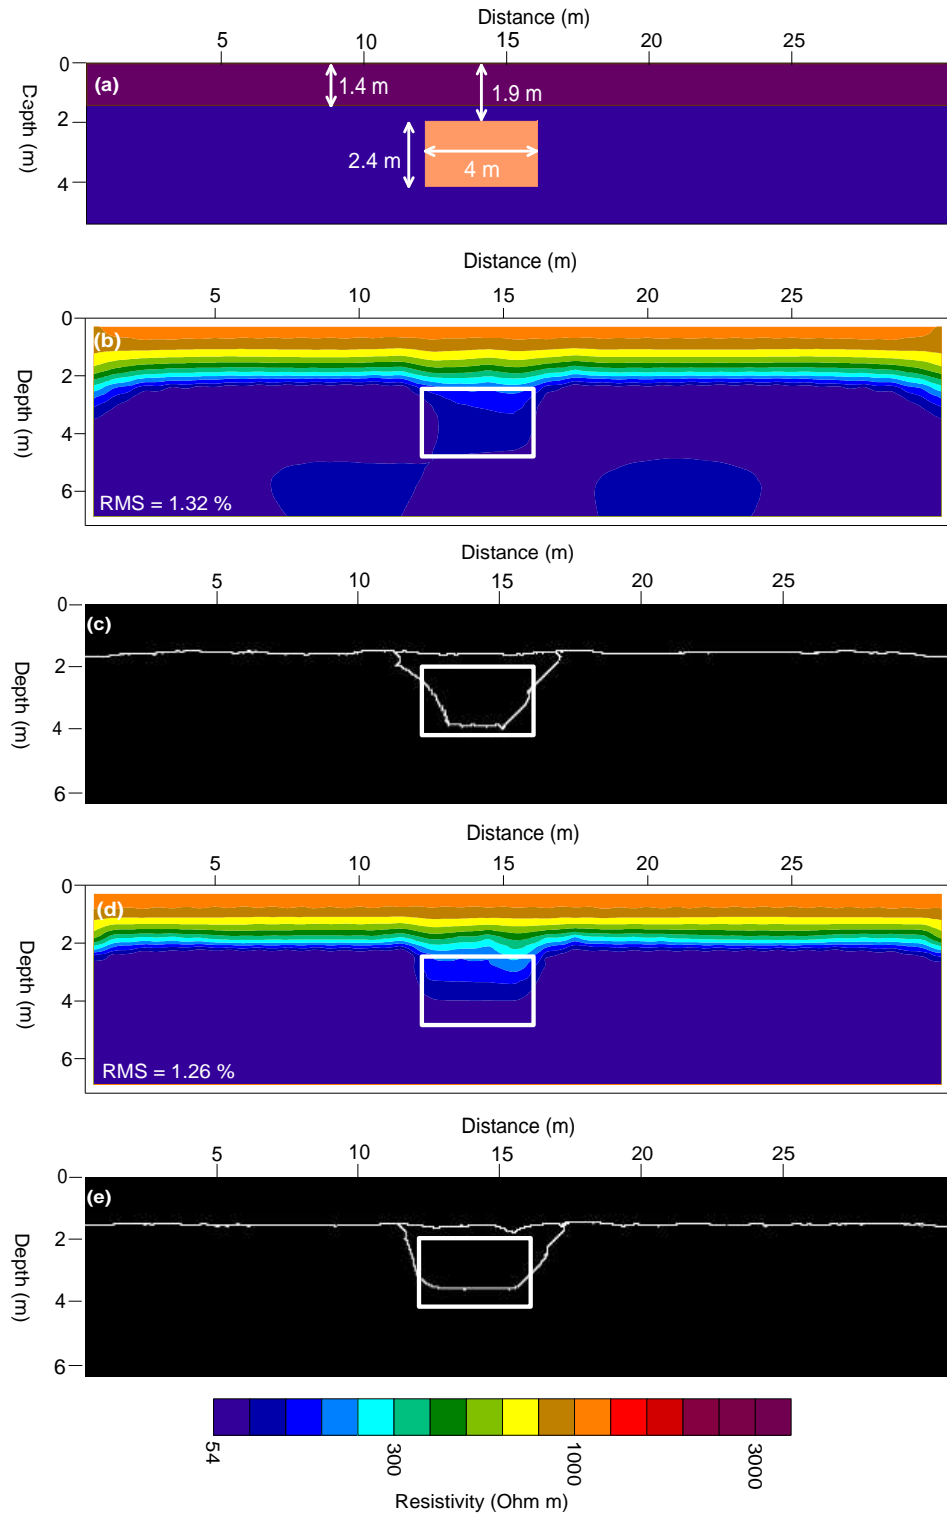 Distance (m)
5 10 15 20 25
0
2
4
Depth (m)
(a)
1.4 m
1.9 m
2.4 m
4 m
Distance (m)
5 10 15 20 25
0
2
4
6
Depth (m)
(b)
RMS = 1.32 %
Distance (m)
5 10 15 20 25
0
2
4
6
Depth (m)
(c)
Distance (m)
5 10 15 20 25
0
2
4
6
Depth (m)
(d)
RMS = 1.26 %
Distance (m)
5 10 15 20 25
0
2
4
6
Depth (m)
(e)
54 300 1000 3000
Resistivity (Ohm m)